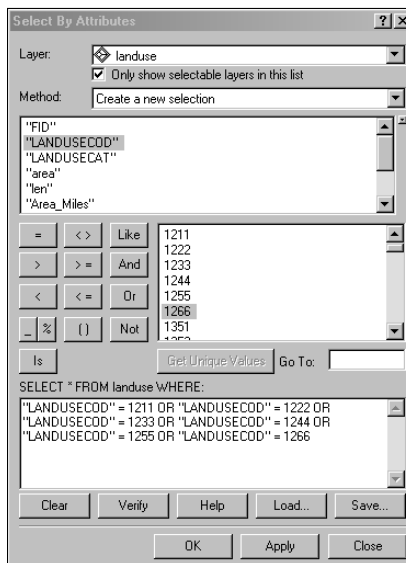 Select By Attributes
Layer: landuse
Only show selectable layers in this list
Method: Create a new selection
"FID"
"LANDUSECOD"
"LANDUSECAT"
"area"
"len"
"Area_Miles"
= < > Like
> > = And
< < = Or
_ % ( ) Not
Is
1211
1222
1233
1244
1255
1266
1351
Get Unique Values Go To:
SELECT * FROM landuse WHERE:
"LANDUSECOD" = 1211 OR "LANDUSECOD" = 1222 OR
"LANDUSECOD" = 1233 OR "LANDUSECOD" = 1244 OR
"LANDUSECOD" = 1255 OR "LANDUSECOD" = 1266
Clear Verify Help Load... Save...
OK Apply Close